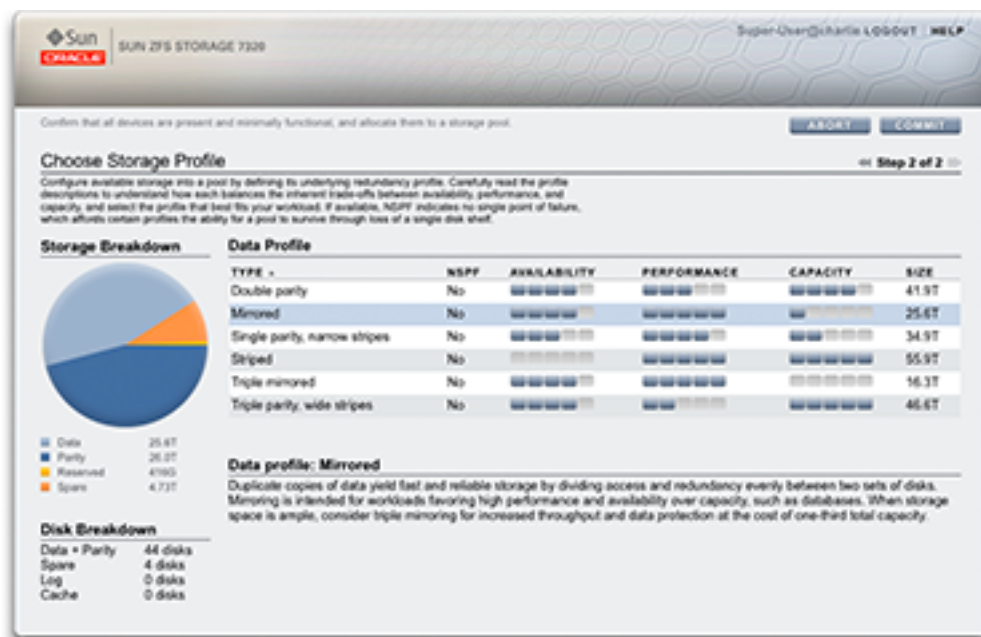 Sun
ORACLE
SUN ZFS STORAGE 7320
Super-User@charlie LOGOUT HELP
Confirm that all devices are present and minimally functional, and allocate them to a storage pool.
ABORT COMMIT
Choose Storage Profile
Step 2 of 2
Configure available storage into a pool by defining its underlying redundancy profile. Carefully read the profile
descriptions to understand how each balances the inherent trade-offs between availability, performance, and
capacity, and select the profile that best fits your workload. If available, NSPF indicates no single point of failure,
which affords certain profiles the ability for a pool to survive through loss of a single disk shelf.
Storage Breakdown
Data 25.6T
Parity 26.0T
Reserved
Spare 4.73T
Disk Breakdown
Data + Parity 44 disks
Spare 4 disks
Log 0 disks
Cache 0 disks
Data Profile
TYPE NSPF AVAILABILITY PERFORMANCE CAPACITY SIZE
Double parity No 41.9T
Mirrored No 25.6T
Single parity, narrow stripes No 34.9T
Striped No 55.9T
Triple mirrored No 16.3T
Triple parity, wide stripes No 46.6T
Data profile: Mirrored
Duplicate copies of data yield fast and reliable storage by dividing access and redundancy evenly between two sets of disks.
Mirroring is intended for workloads favoring high performance and availability over capacity, such as databases. When storage
space is ample, consider triple mirroring for increased throughput and data protection at the cost of one-third total capacity.